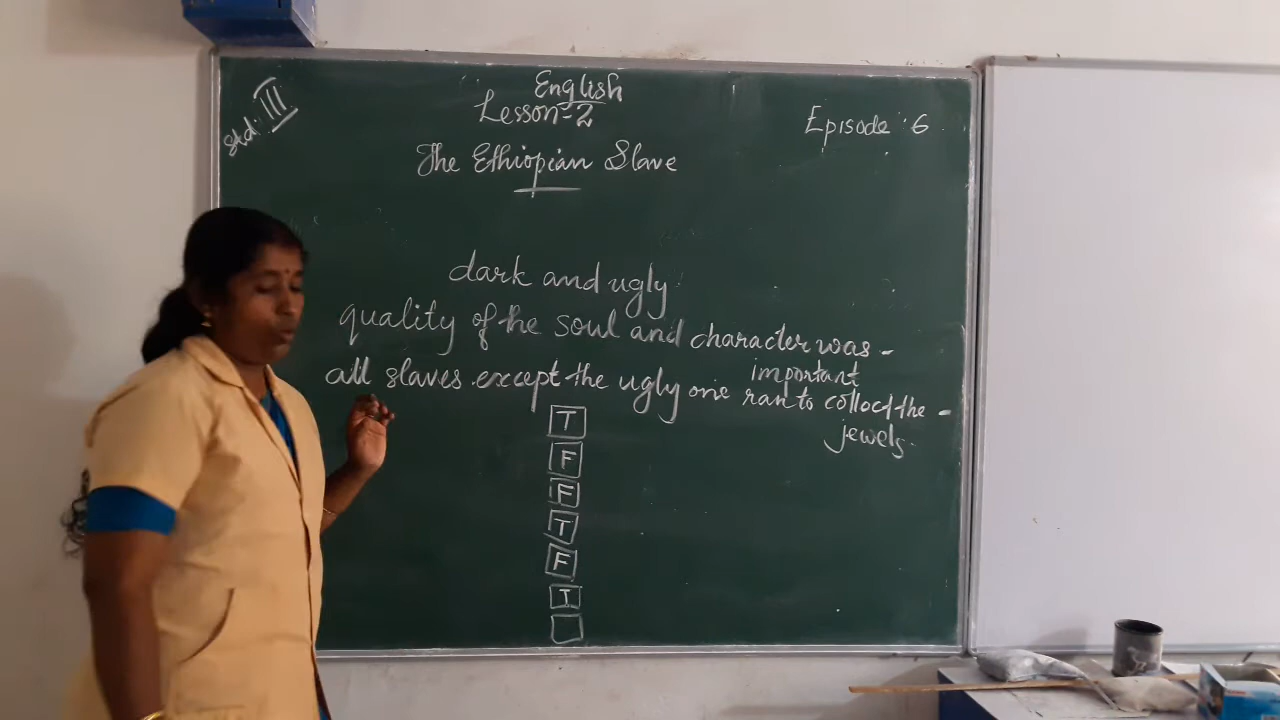 Std: III
English
Lesson-2
Episode : 6
The Ethiopian Slave
dark and ugly
quality of the soul and character was -
important
all slaves except the ugly one ran to collect the -
jewels.
T
F
F
T
F
T